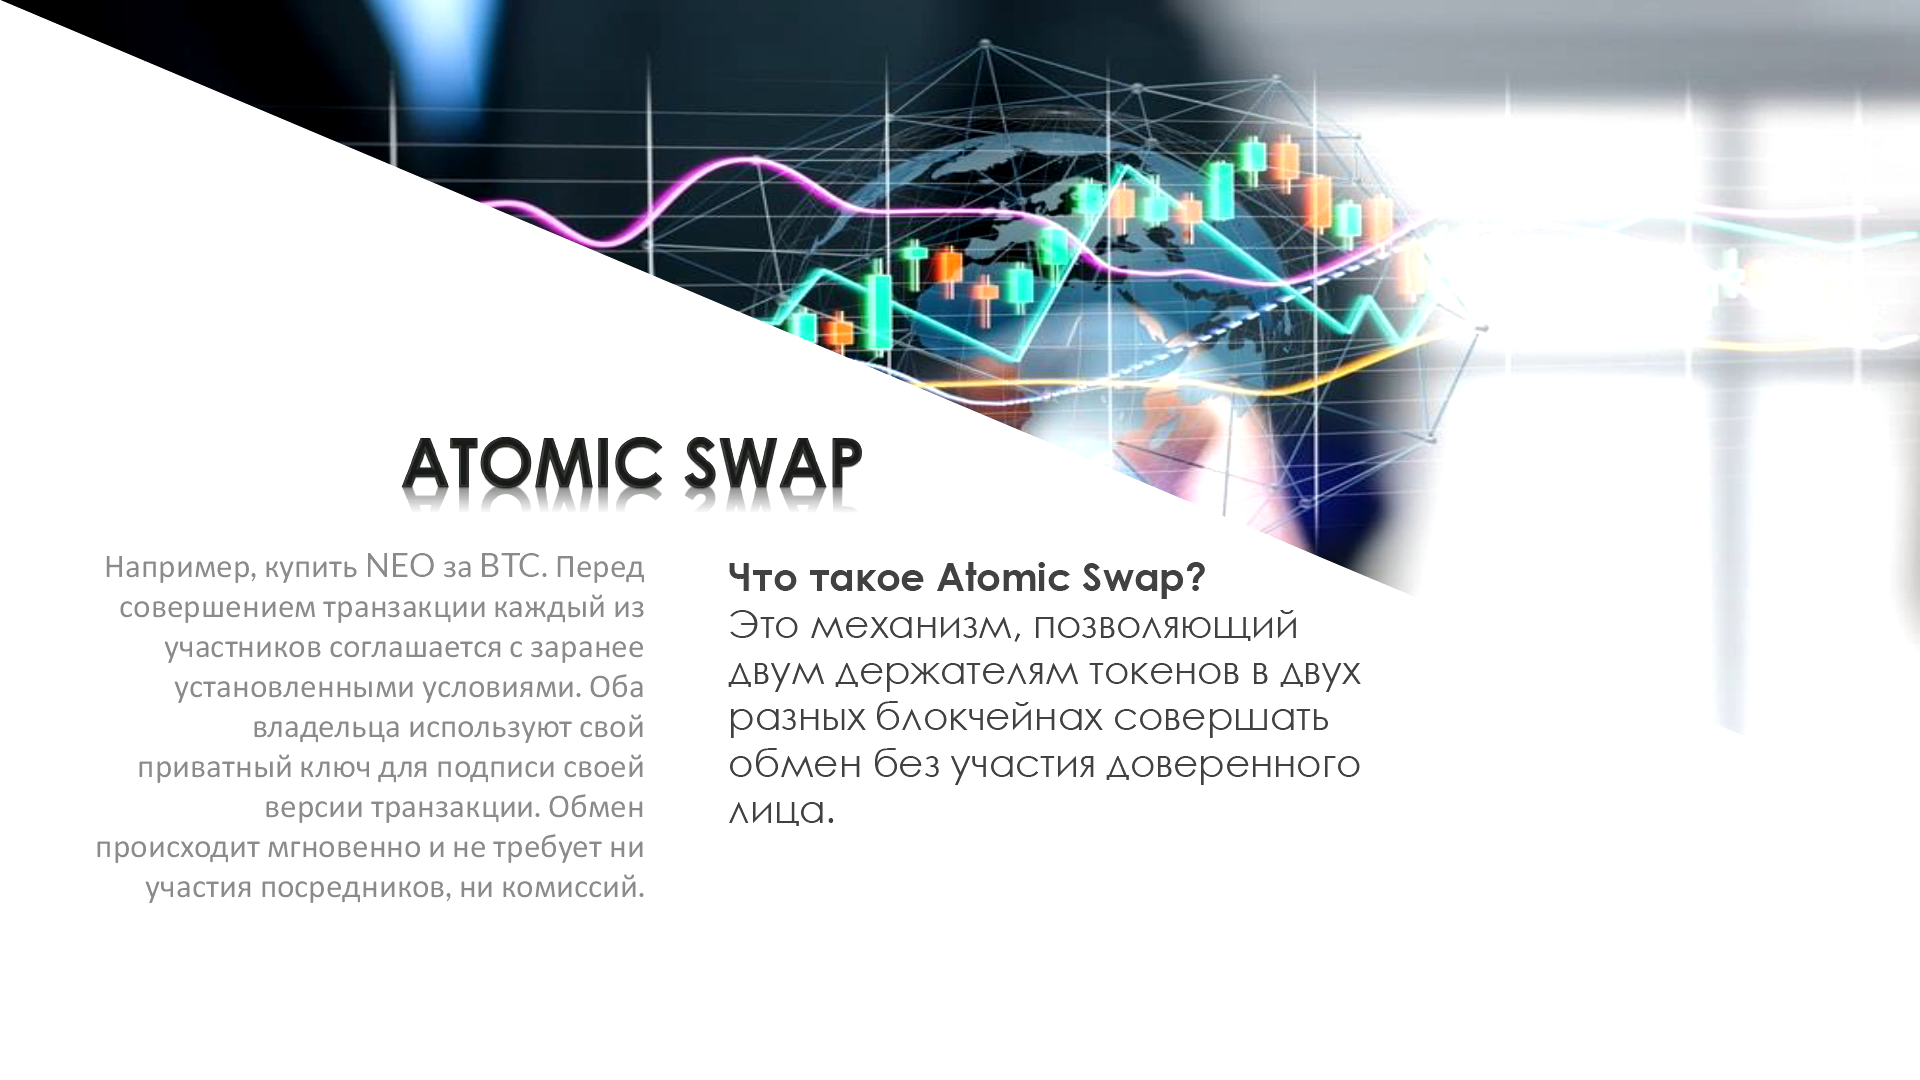 ATOMIC SWAP
Например, купить NEO за BTC. Перед
совершением транзакции каждый из
участников соглашается с заранее
установленными условиями. Оба
владельца используют свой
приватный ключ для подписи своей
версии транзакции. Обмен
происходит мгновенно и не требует ни
участия посредников, ни комиссий.
Что такое Atomic Swap?
Это механизм, позволяющий
двум держателям токенов в двух
разных блокчейнах совершать
обмен без участия доверенного
лица.